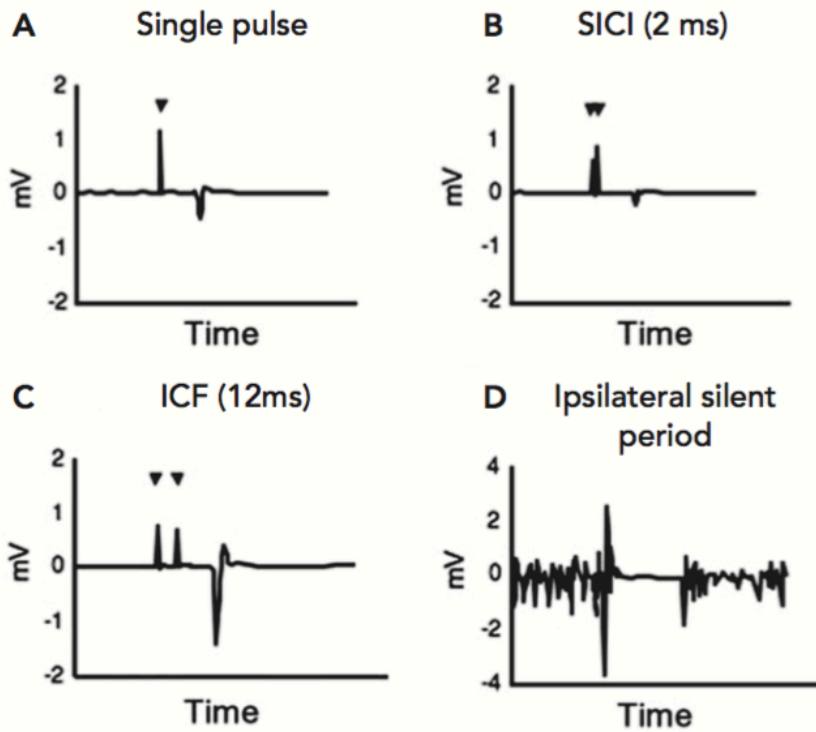 A Single pulse
2
1
0
-1
-2
mV
Time
B SICI (2 ms)
2
1
0
-1
-2
mV
Time
C ICF (12ms)
2
1
0
-1
-2
mV
Time
D Ipsilateral silent
period
4
2
0
-2
-4
mV
Time